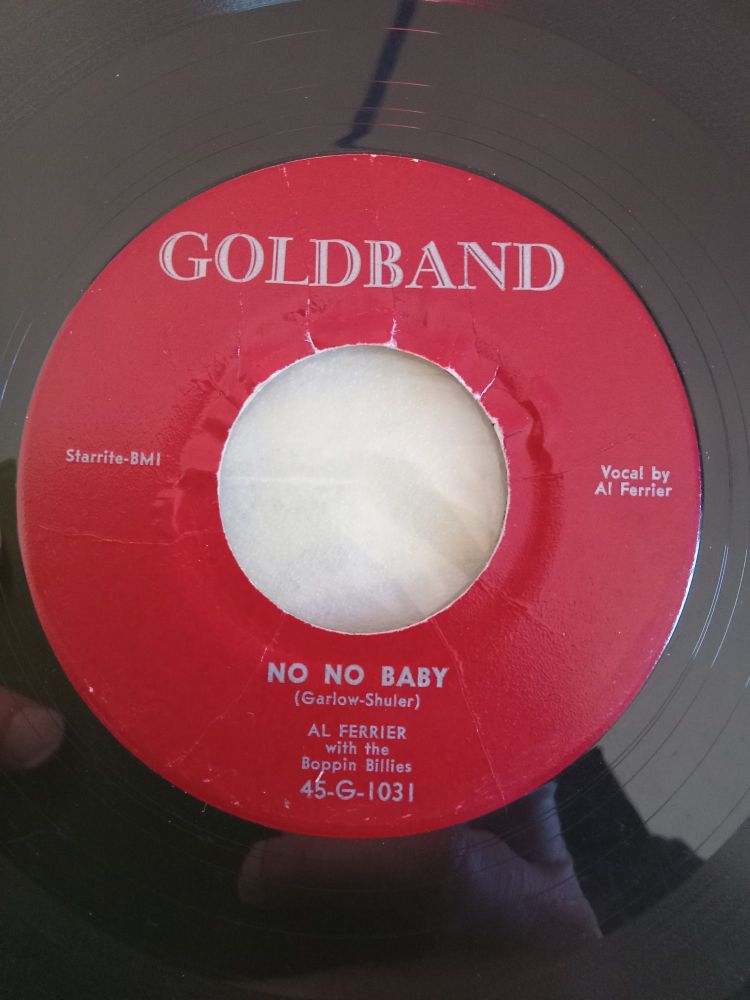 GOLDBAND
Starrite-BMI
Vocal by
Al Ferrier
NO NO BABY
(Garlow-Shuler)
AL FERRIER
with the
Boppin Billies
45-G-1031